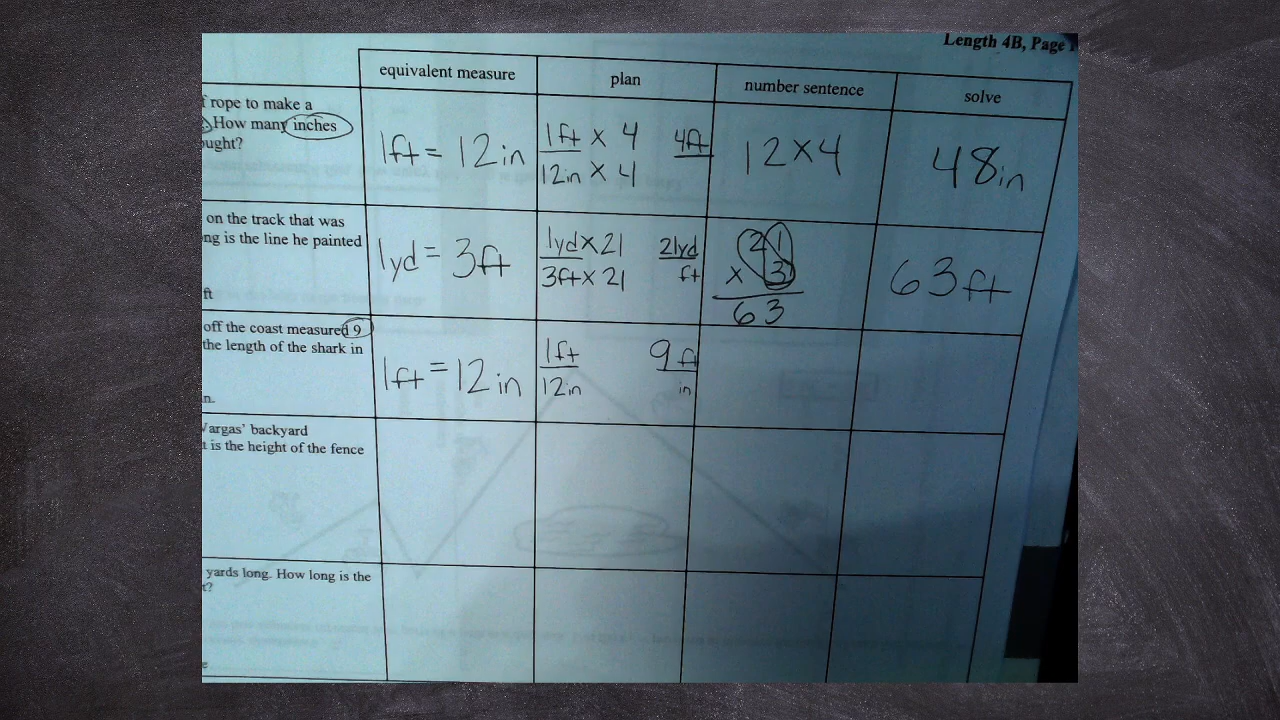 Length 4B, Page
equivalent measure plan number sentence solve
f rope to make a
How many inches
ught?
1ft = 12in
1ft x 4 4ft
12in x 4
12 x 4
48in
on the track that was
ng is the line he painted
ft
1yd = 3ft
1yd x 21 21yd
3ft x 21 ft
21
x 3
63
63ft
off the coast measured 9
the length of the shark in
n.
1ft = 12in
1ft 9ft
12in in
Vargas' backyard
t is the height of the fence
yards long. How long is the
t?
e